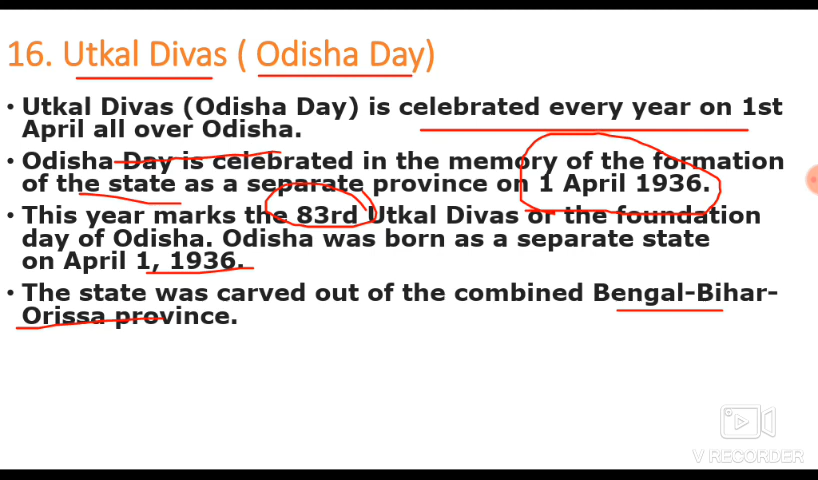 16. Utkal Divas ( Odisha Day)
• Utkal Divas (Odisha Day) is celebrated every year on 1st
April all over Odisha.
• Odisha Day is celebrated in the memory of the formation
of the state as a separate province on 1 April 1936.
• This year marks the 83rd Utkal Divas or the foundation
day of Odisha. Odisha was born as a separate state
on April 1, 1936.
• The state was carved out of the combined Bengal-Bihar-
Orissa province.
V RECORDER